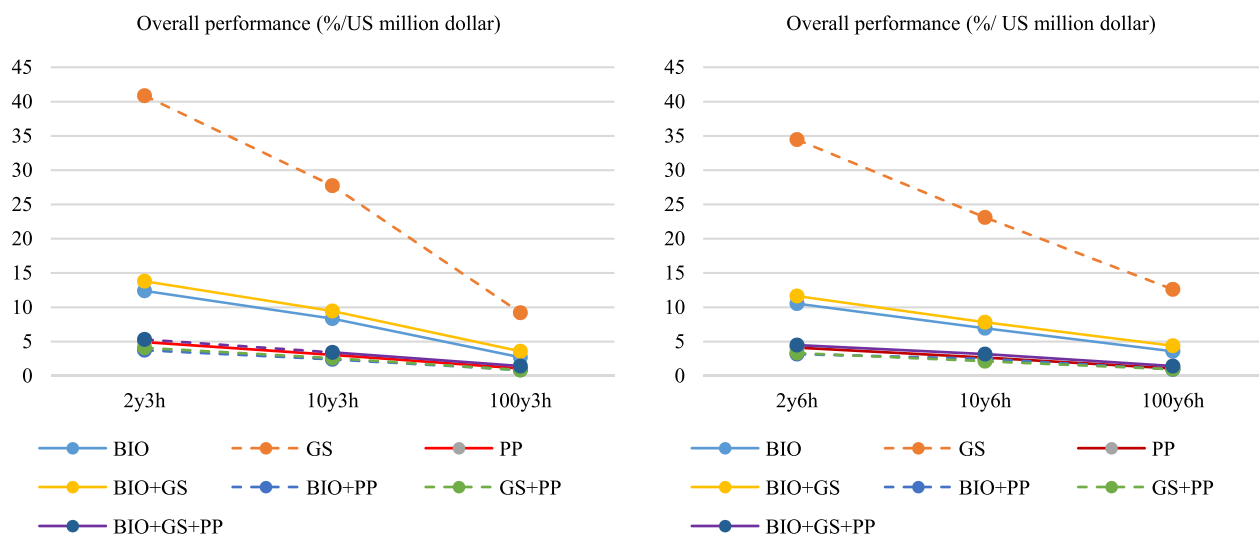 Overall performance (%/US million dollar)
45
40
35
30
25
20
15
10
5
0
2y3h 10y3h 100y3h
BIO GS PP
BIO+GS BIO+PP GS+PP
BIO+GS+PP
Overall performance (%/ US million dollar)
45
40
35
30
25
20
15
10
5
0
2y6h 10y6h 100y6h
BIO GS PP
BIO+GS BIO+PP GS+PP
BIO+GS+PP